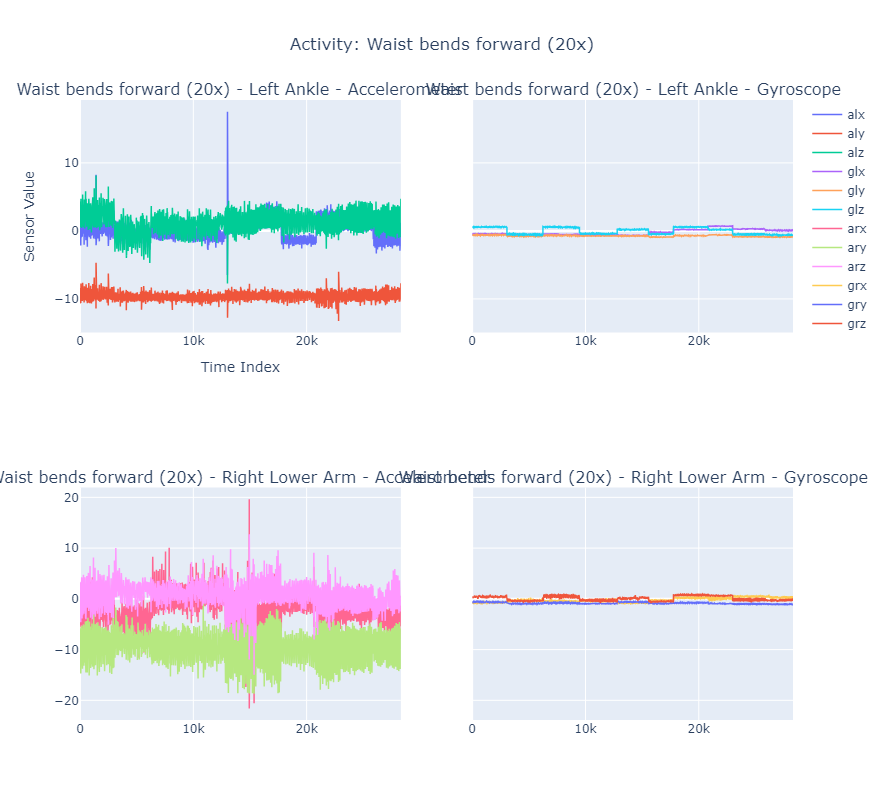 Activity: Waist bends forward (20x)
Waist bends forward (20x) - Left Ankle - Accelerometer
Waist bends forward (20x) - Left Ankle - Gyroscope
Sensor Value
10
0
−10
0
10k
20k
Time Index
0
10k
20k
alx
aly
alz
glx
gly
glz
arx
ary
arz
grx
gry
grz
Waist bends forward (20x) - Right Lower Arm - Accelerometer
Waist bends forward (20x) - Right Lower Arm - Gyroscope
20
10
0
−10
−20
0
10k
20k
0
10k
20k